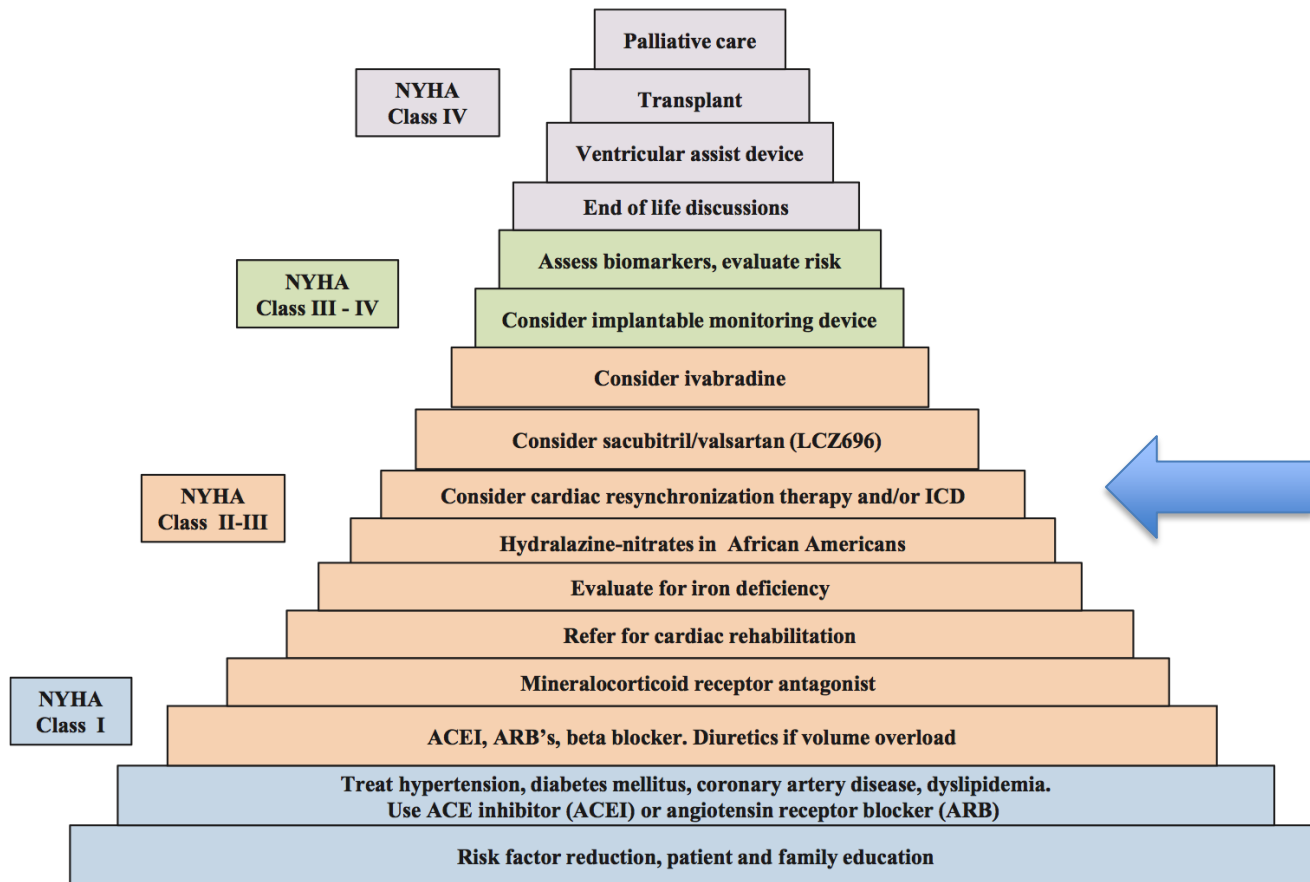 Palliative care
NYHA
Class IV
Transplant
Ventricular assist device
End of life discussions
Assess biomarkers, evaluate risk
NYHA
Class III - IV
Consider implantable monitoring device
Consider ivabradine
Consider sacubitril/valsartan (LCZ696)
NYHA
Class II-III
Consider cardiac resynchronization therapy and/or ICD
Hydralazine-nitrates in African Americans
Evaluate for iron deficiency
Refer for cardiac rehabilitation
Mineralocorticoid receptor antagonist
NYHA
Class I
ACEI, ARB's, beta blocker. Diuretics if volume overload
Treat hypertension, diabetes mellitus, coronary artery disease, dyslipidemia.
Use ACE inhibitor (ACEI) or angiotensin receptor blocker (ARB)
Risk factor reduction, patient and family education